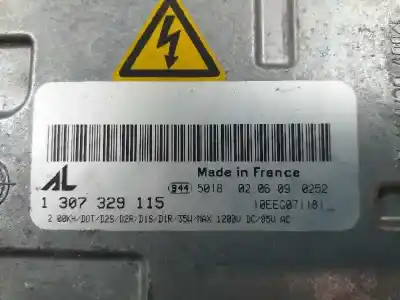 Made in France
AL 944 5018 02 06 09 0252
1 307 329 115
2 00KH/DOT/D2S/D2R/D1S/D1R/35W/MAX 1200V DC/85V AC